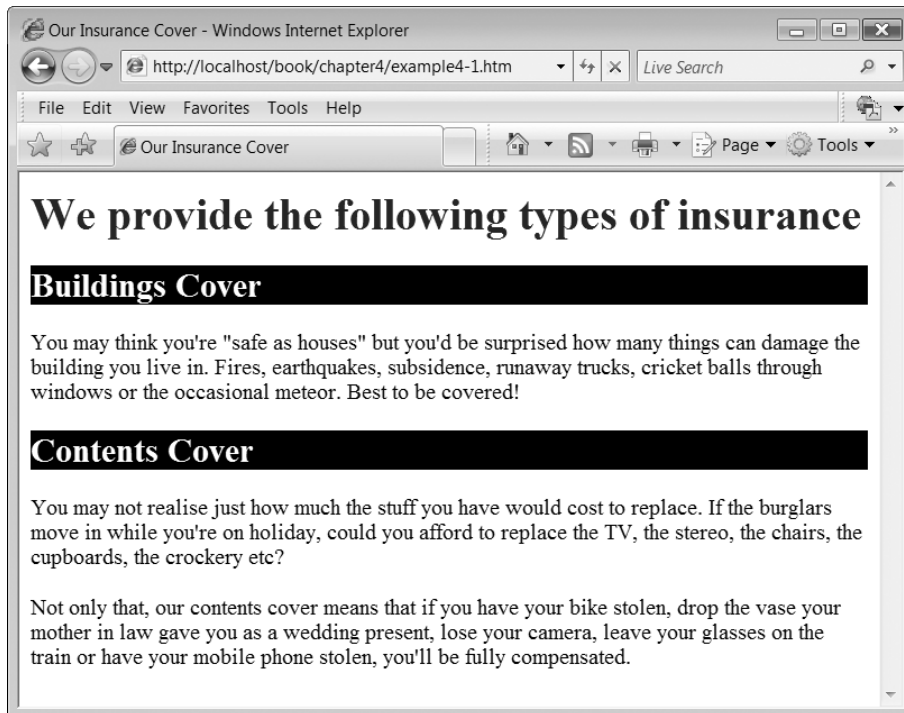 Our Insurance Cover - Windows Internet Explorer
http://localhost/book/chapter4/example4-1.htm
Live Search
File Edit View Favorites Tools Help
Our Insurance Cover
Page Tools
We provide the following types of insurance
Buildings Cover
You may think you're "safe as houses" but you'd be surprised how many things can damage the
building you live in. Fires, earthquakes, subsidence, runaway trucks, cricket balls through
windows or the occasional meteor. Best to be covered!
Contents Cover
You may not realise just how much the stuff you have would cost to replace. If the burglars
move in while you're on holiday, could you afford to replace the TV, the stereo, the chairs, the
cupboards, the crockery etc?
Not only that, our contents cover means that if you have your bike stolen, drop the vase your
mother in law gave you as a wedding present, lose your camera, leave your glasses on the
train or have your mobile phone stolen, you'll be fully compensated.